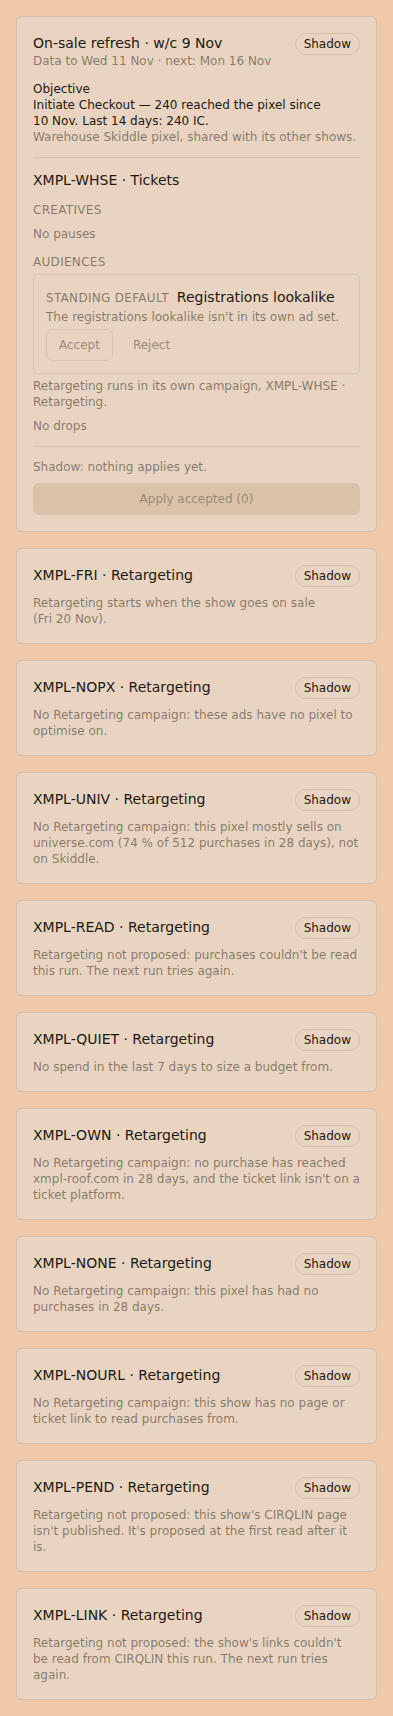 On-sale refresh · w/c 9 Nov
Shadow
Data to Wed 11 Nov · next: Mon 16 Nov
Objective
Initiate Checkout — 240 reached the pixel since
10 Nov. Last 14 days: 240 IC.
Warehouse Skiddle pixel, shared with its other shows.
XMPL-WHSE · Tickets
CREATIVES
No pauses
AUDIENCES
STANDING DEFAULT Registrations lookalike
The registrations lookalike isn't in its own ad set.
Accept
Reject
Retargeting runs in its own campaign, XMPL-WHSE ·
Retargeting.
No drops
Shadow: nothing applies yet.
Apply accepted (0)
XMPL-FRI · Retargeting
Shadow
Retargeting starts when the show goes on sale
(Fri 20 Nov).
XMPL-NOPX · Retargeting
Shadow
No Retargeting campaign: these ads have no pixel to
optimise on.
XMPL-UNIV · Retargeting
Shadow
No Retargeting campaign: this pixel mostly sells on
universe.com (74 % of 512 purchases in 28 days), not
on Skiddle.
XMPL-READ · Retargeting
Shadow
Retargeting not proposed: purchases couldn't be read
this run. The next run tries again.
XMPL-QUIET · Retargeting
Shadow
No spend in the last 7 days to size a budget from.
XMPL-OWN · Retargeting
Shadow
No Retargeting campaign: no purchase has reached
xmpl-roof.com in 28 days, and the ticket link isn't on a
ticket platform.
XMPL-NONE · Retargeting
Shadow
No Retargeting campaign: this pixel has had no
purchases in 28 days.
XMPL-NOURL · Retargeting
Shadow
No Retargeting campaign: this show has no page or
ticket link to read purchases from.
XMPL-PEND · Retargeting
Shadow
Retargeting not proposed: this show's CIRQLIN page
isn't published. It's proposed at the first read after it
is.
XMPL-LINK · Retargeting
Shadow
Retargeting not proposed: the show's links couldn't
be read from CIRQLIN this run. The next run tries
again.